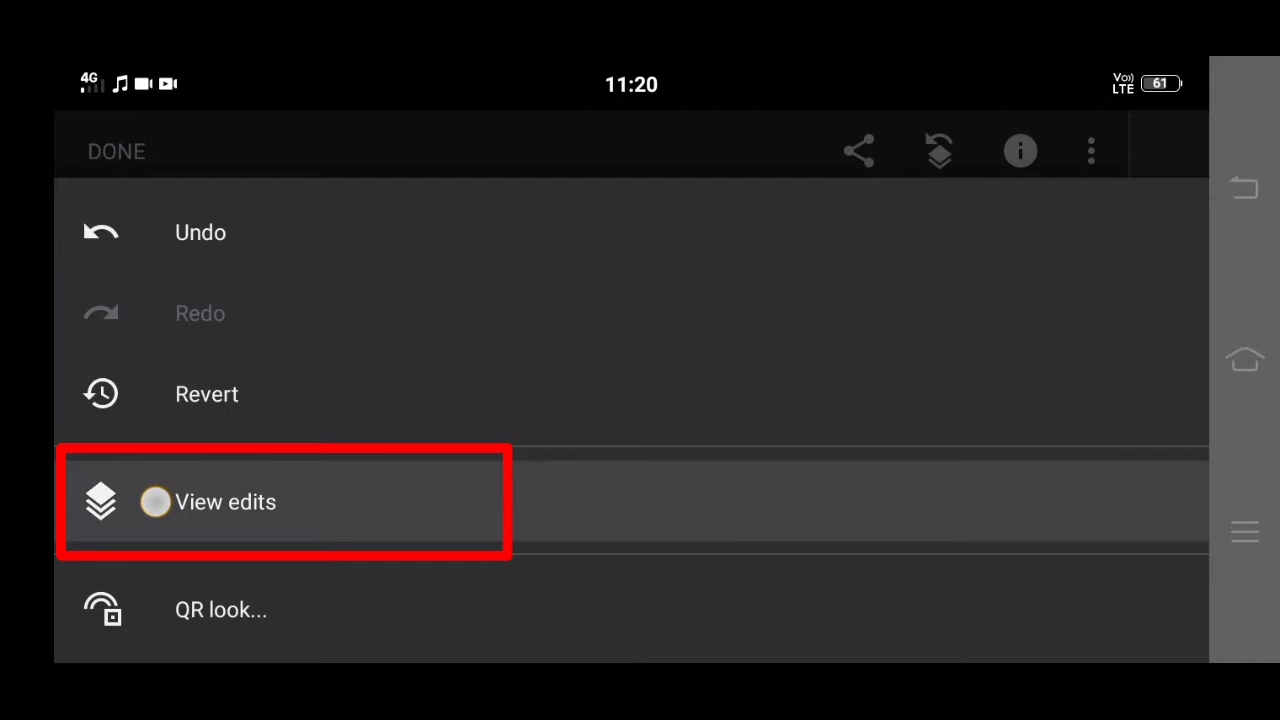 4G
11:20
Vo))
LTE
61
DONE
Undo
Redo
Revert
View edits
QR look...